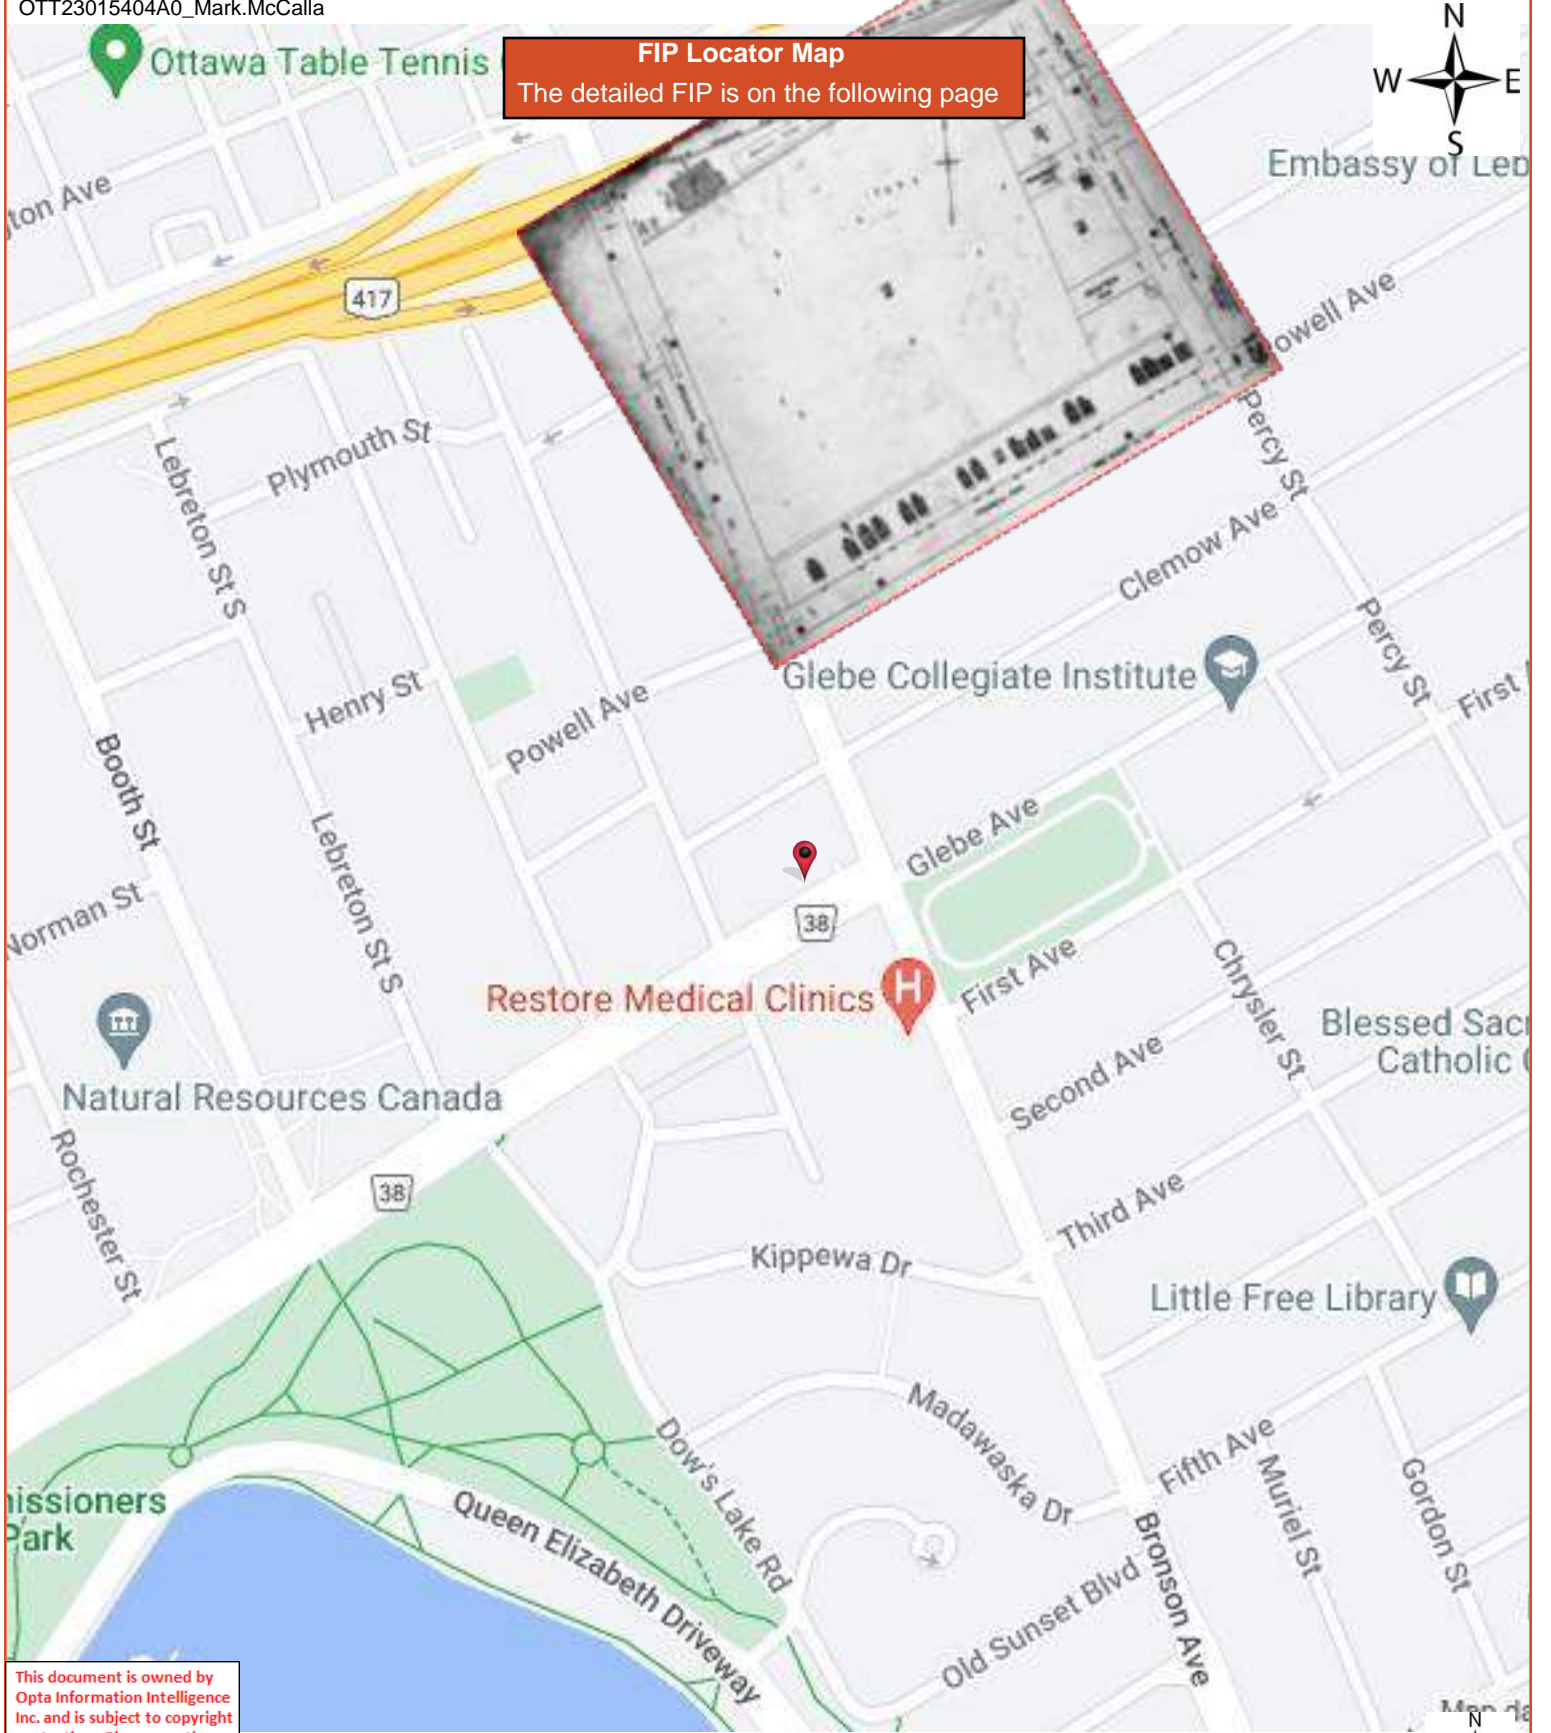 OTT23015404A0_Mark.McCalla
Ottawa Table Tennis
FIP Locator Map
The detailed FIP is on the following page
N
W E
S
Embassy of Leb
ton Ave
417
Powell Ave
Percy St
Plymouth St
Lebreton St S
Clemow Ave
Percy St
Glebe Collegiate Institute
First
Henry St
Powell Ave
Booth St
Lebreton St S
Glebe Ave
Norman St
38
First Ave
Restore Medical Clinics
H
Chrysler St
Blessed Sacr
Catholic
Natural Resources Canada
Second Ave
Rochester St
38
Third Ave
Kippewa Dr
Little Free Library
Madawaska Dr
Dow's Lake Rd
Fifth Ave
Muriel St
Gordon St
nissioners
Park
Queen Elizabeth Driveway
Bronson Ave
Old Sunset Blvd
This document is owned by
Opta Information Intelligence
Inc. and is subject to copyright
Map da
N